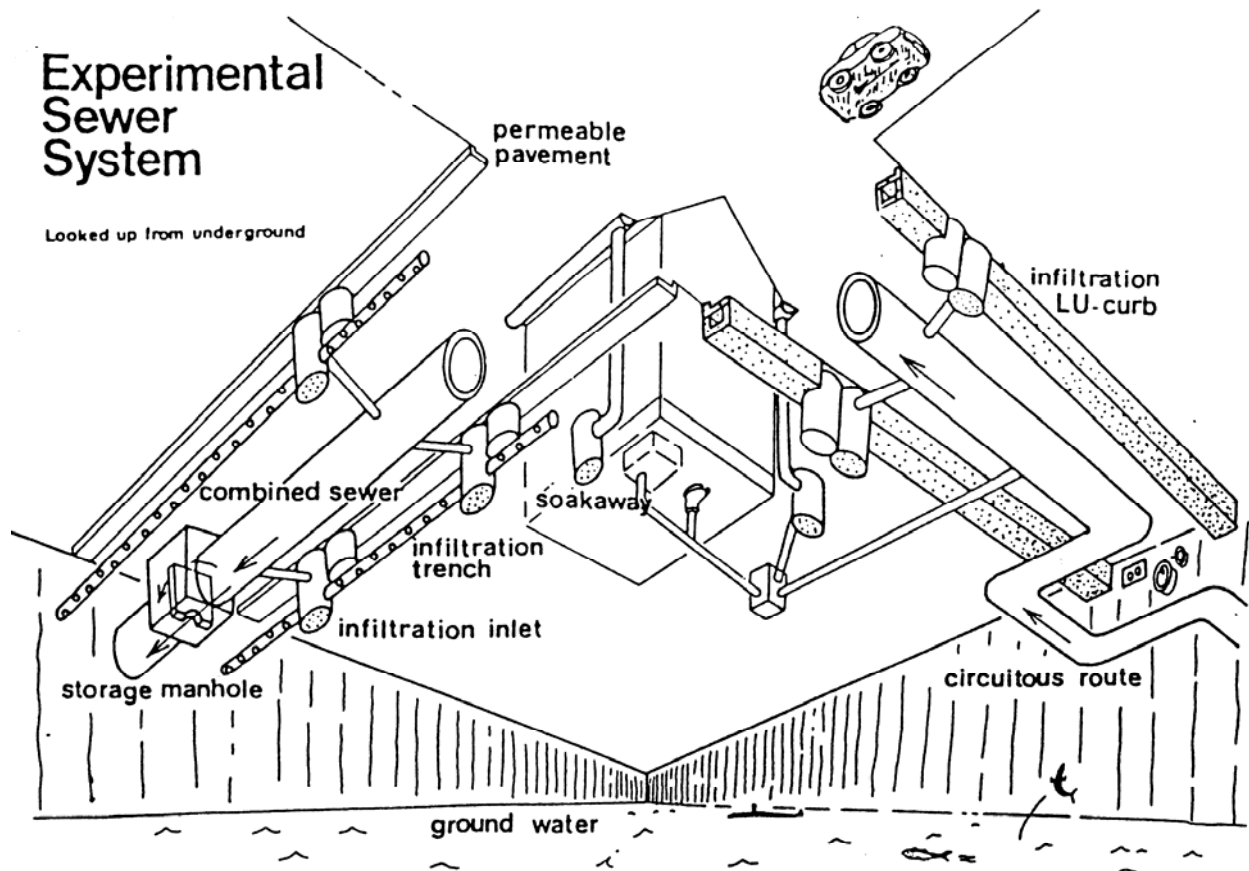 Experimental
Sewer
System
Looked up from underground
permeable
pavement
infiltration
LU-curb
combined sewer
soakaway
infiltration
trench
infiltration inlet
storage manhole
circuitous route
ground water